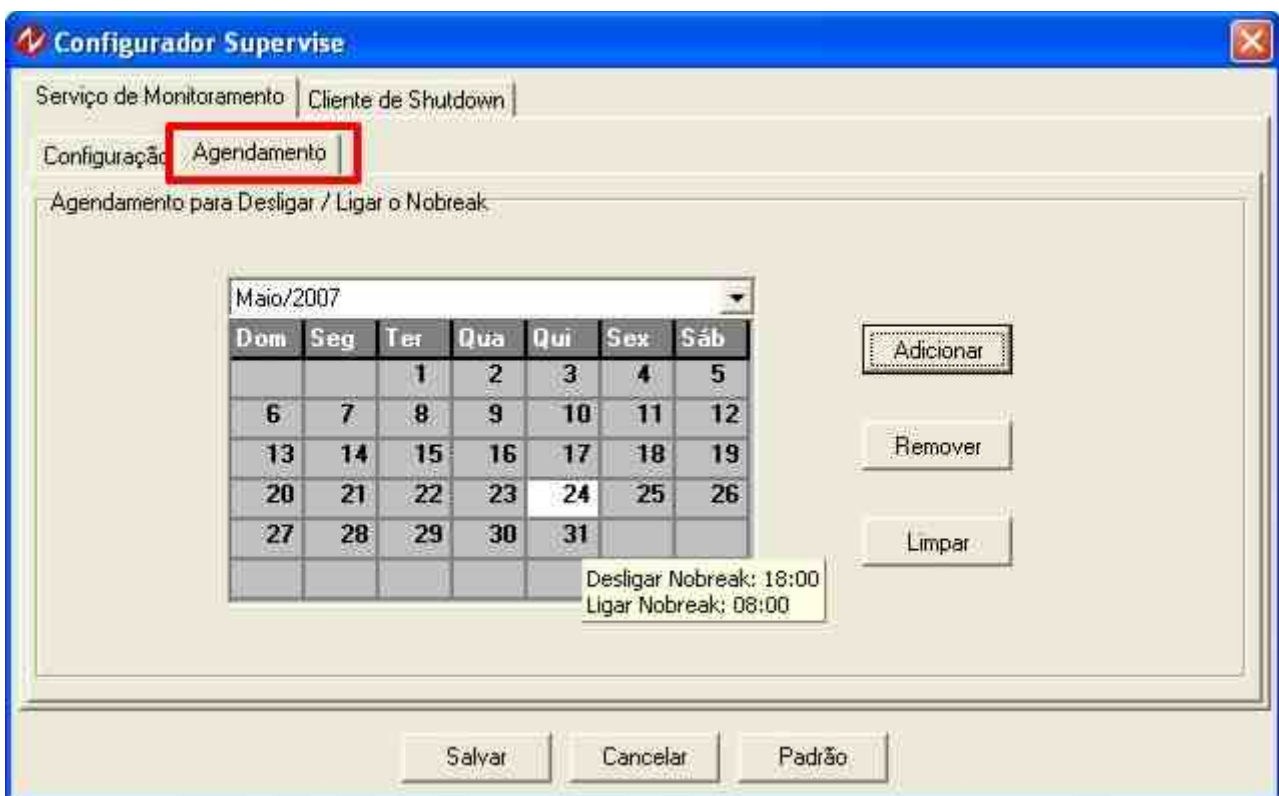 Configurador Supervise
Serviço de Monitoramento Cliente de Shutdown
Configuração Agendamento
Agendamento para Desligar / Ligar o Nobreak
Maio/2007
Dom Seg Ter Qua Qui Sex Sáb
1 2 3 4 5
6 7 8 9 10 11 12
13 14 15 16 17 18 19
20 21 22 23 24 25 26
27 28 29 30 31
Desligar Nobreak: 18:00
Ligar Nobreak: 08:00
Adicionar
Remover
Limpar
Salvar Cancelar Padrão